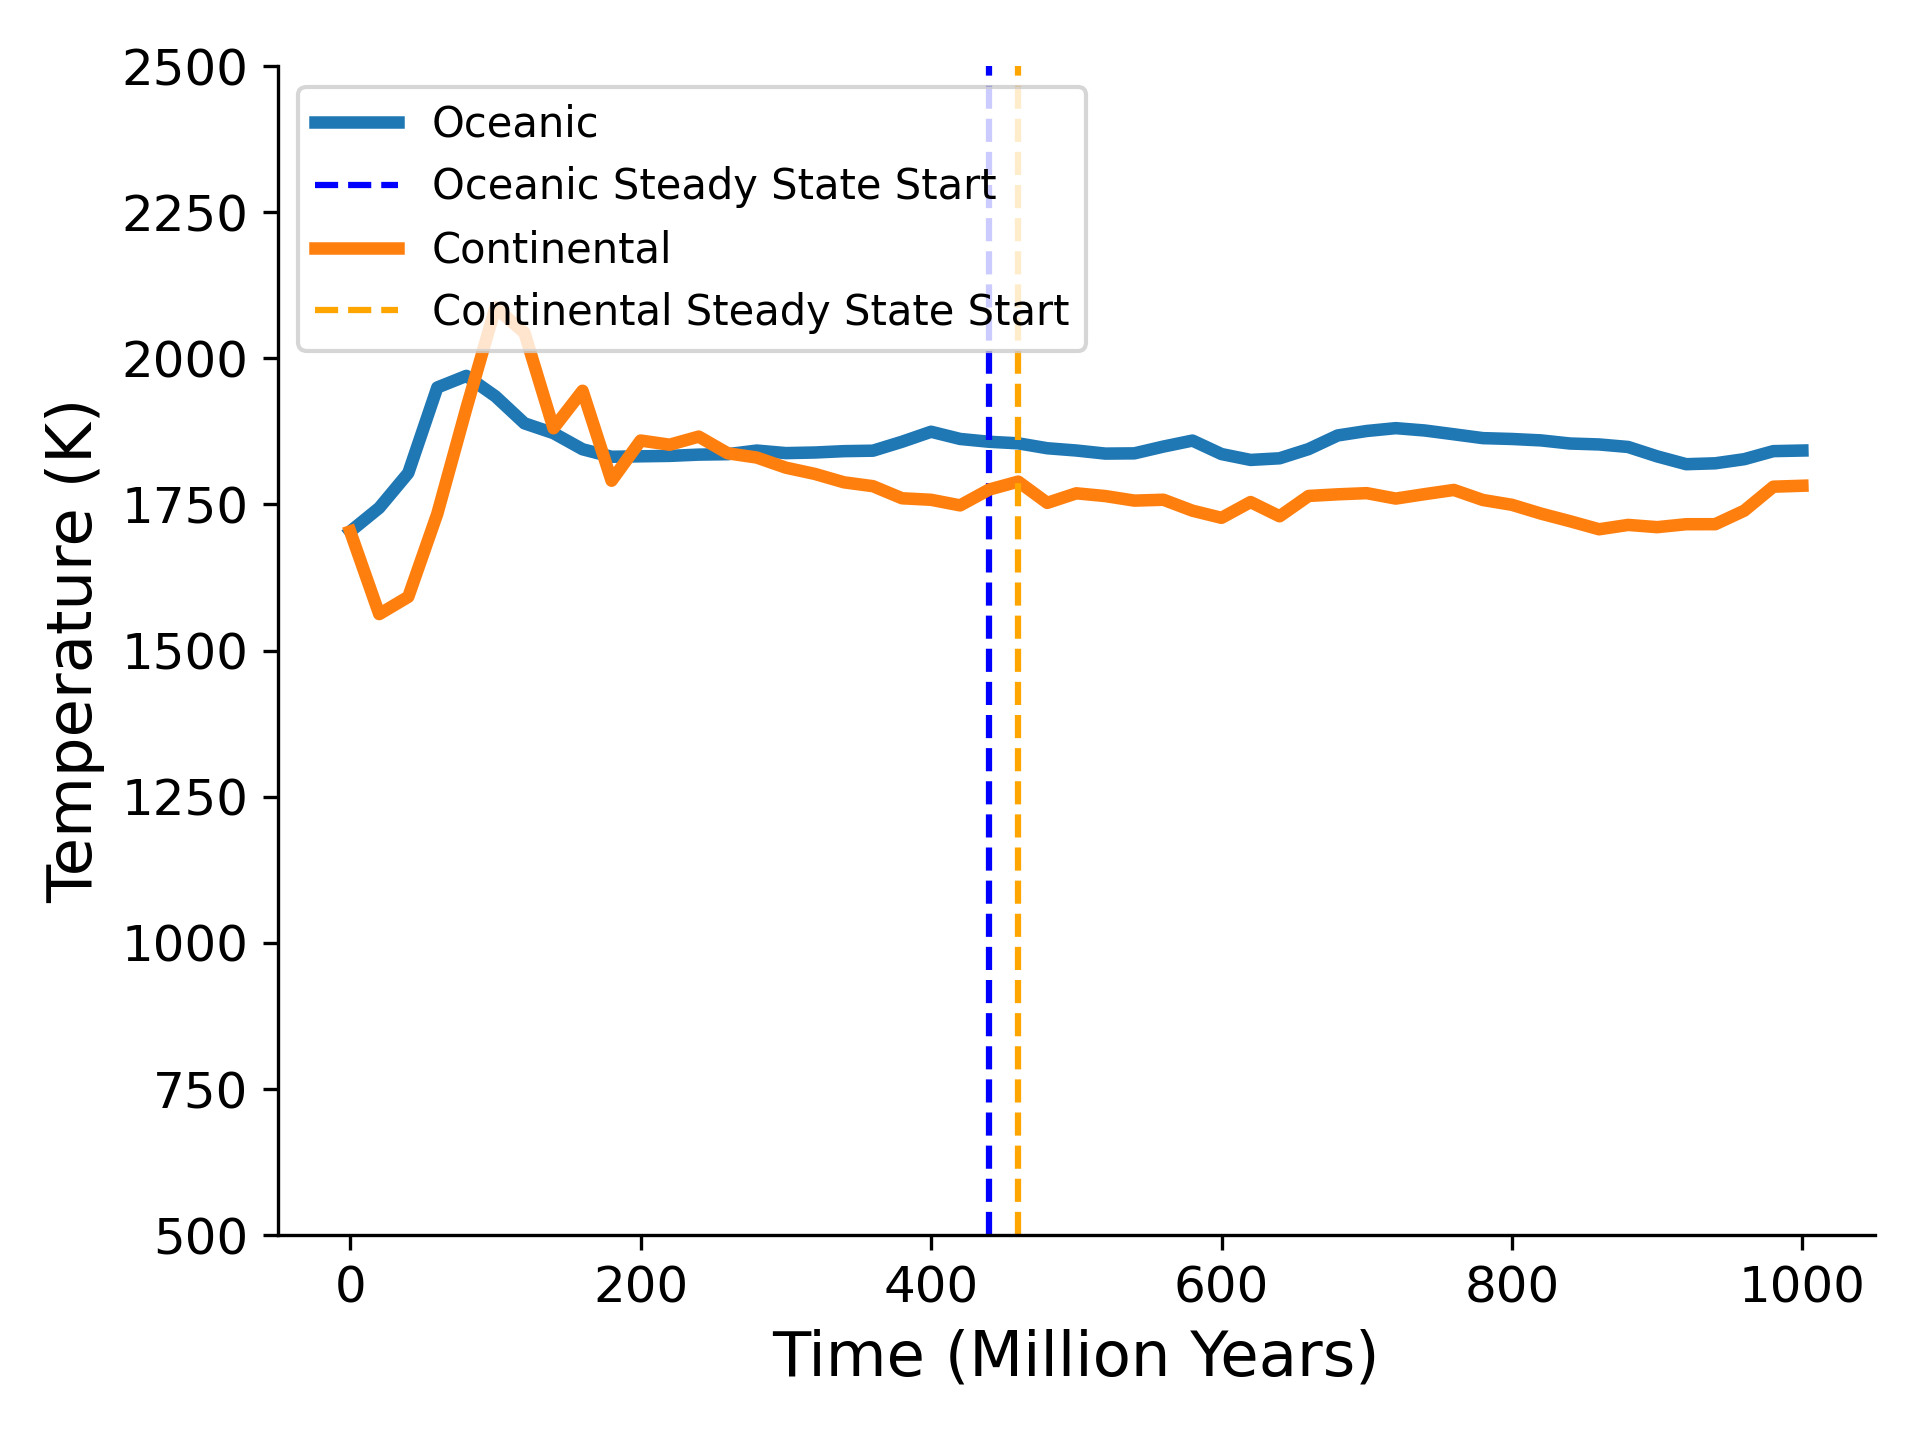 2500
2250
2000
1750
1500
1250
1000
750
500
Temperature (K)
Oceanic
Oceanic Steady State Start
Continental
Continental Steady State Start
0 200 400 600 800 1000
Time (Million Years)